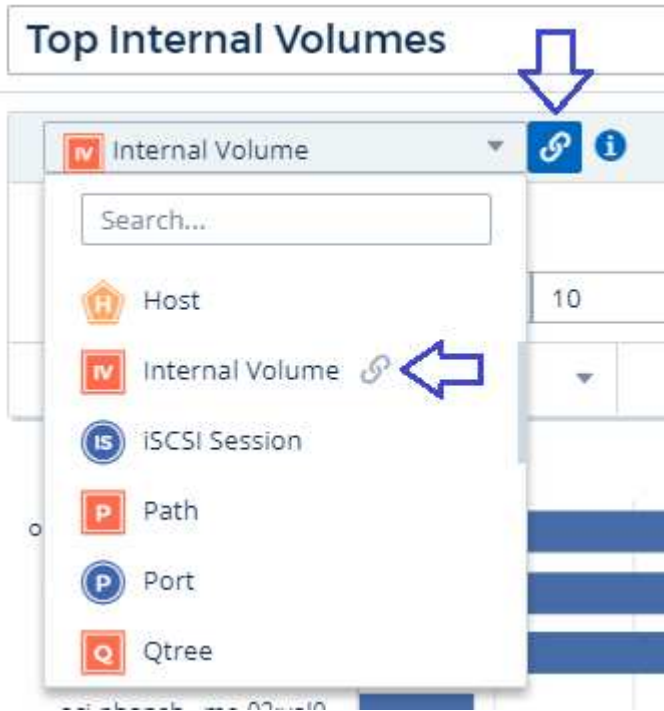 Top Internal Volumes
IV Internal Volume
Search...
H Host
10
IV Internal Volume
IS iSCSI Session
P Path
P Port
Q Qtree